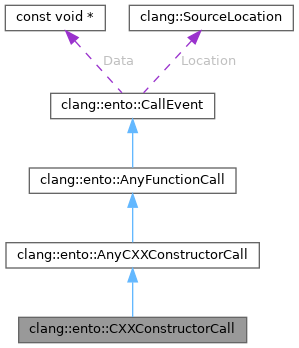 const void *
clang::SourceLocation
Data
Location
clang::ento::CallEvent
clang::ento::AnyFunctionCall
clang::ento::AnyCXXConstructorCall
clang::ento::CXXConstructorCall